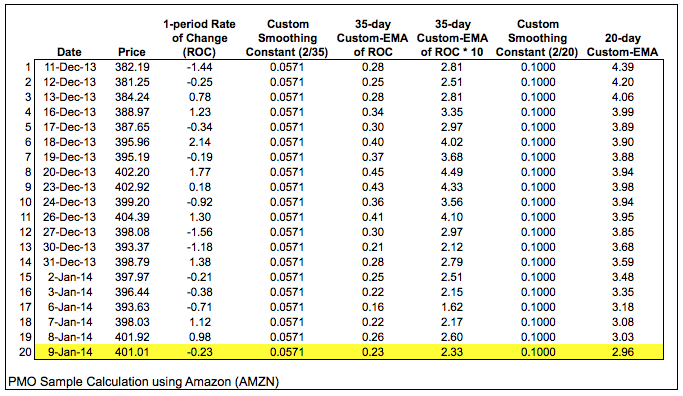 1-period Rate 35-day 35-day Custom
of Change Custom Custom-EMA Custom-EMA Smoothing 20-day
Date Price (ROC) Smoothing Constant (2/35) of ROC of ROC * 10 Constant (2/20) Custom-EMA
1 11-Dec-13 382.19 -1.44 0.0571 0.28 2.81 0.1000 4.39
2 12-Dec-13 381.25 -0.25 0.0571 0.25 2.51 0.1000 4.20
3 13-Dec-13 384.24 0.78 0.0571 0.28 2.81 0.1000 4.06
4 16-Dec-13 388.97 1.23 0.0571 0.34 3.35 0.1000 3.99
5 17-Dec-13 387.65 -0.34 0.0571 0.30 2.97 0.1000 3.89
6 18-Dec-13 395.96 2.14 0.0571 0.40 4.02 0.1000 3.90
7 19-Dec-13 395.19 -0.19 0.0571 0.37 3.68 0.1000 3.88
8 20-Dec-13 402.20 1.77 0.0571 0.45 4.49 0.1000 3.94
9 23-Dec-13 402.92 0.18 0.0571 0.43 4.33 0.1000 3.98
10 24-Dec-13 399.20 -0.92 0.0571 0.36 3.56 0.1000 3.94
11 26-Dec-13 404.39 1.30 0.0571 0.41 4.10 0.1000 3.95
12 27-Dec-13 398.08 -1.56 0.0571 0.30 2.97 0.1000 3.85
13 30-Dec-13 393.37 -1.18 0.0571 0.21 2.12 0.1000 3.68
14 31-Dec-13 398.79 1.38 0.0571 0.28 2.79 0.1000 3.59
15 2-Jan-14 397.97 -0.21 0.0571 0.25 2.51 0.1000 3.48
16 3-Jan-14 396.44 -0.38 0.0571 0.22 2.15 0.1000 3.35
17 6-Jan-14 393.63 -0.71 0.0571 0.16 1.62 0.1000 3.18
18 7-Jan-14 398.03 1.12 0.0571 0.22 2.17 0.1000 3.08
19 8-Jan-14 401.92 0.98 0.0571 0.26 2.60 0.1000 3.03
20 9-Jan-14 401.01 -0.23 0.0571 0.23 2.33 0.1000 2.96
PMO Sample Calculation using Amazon (AMZN)